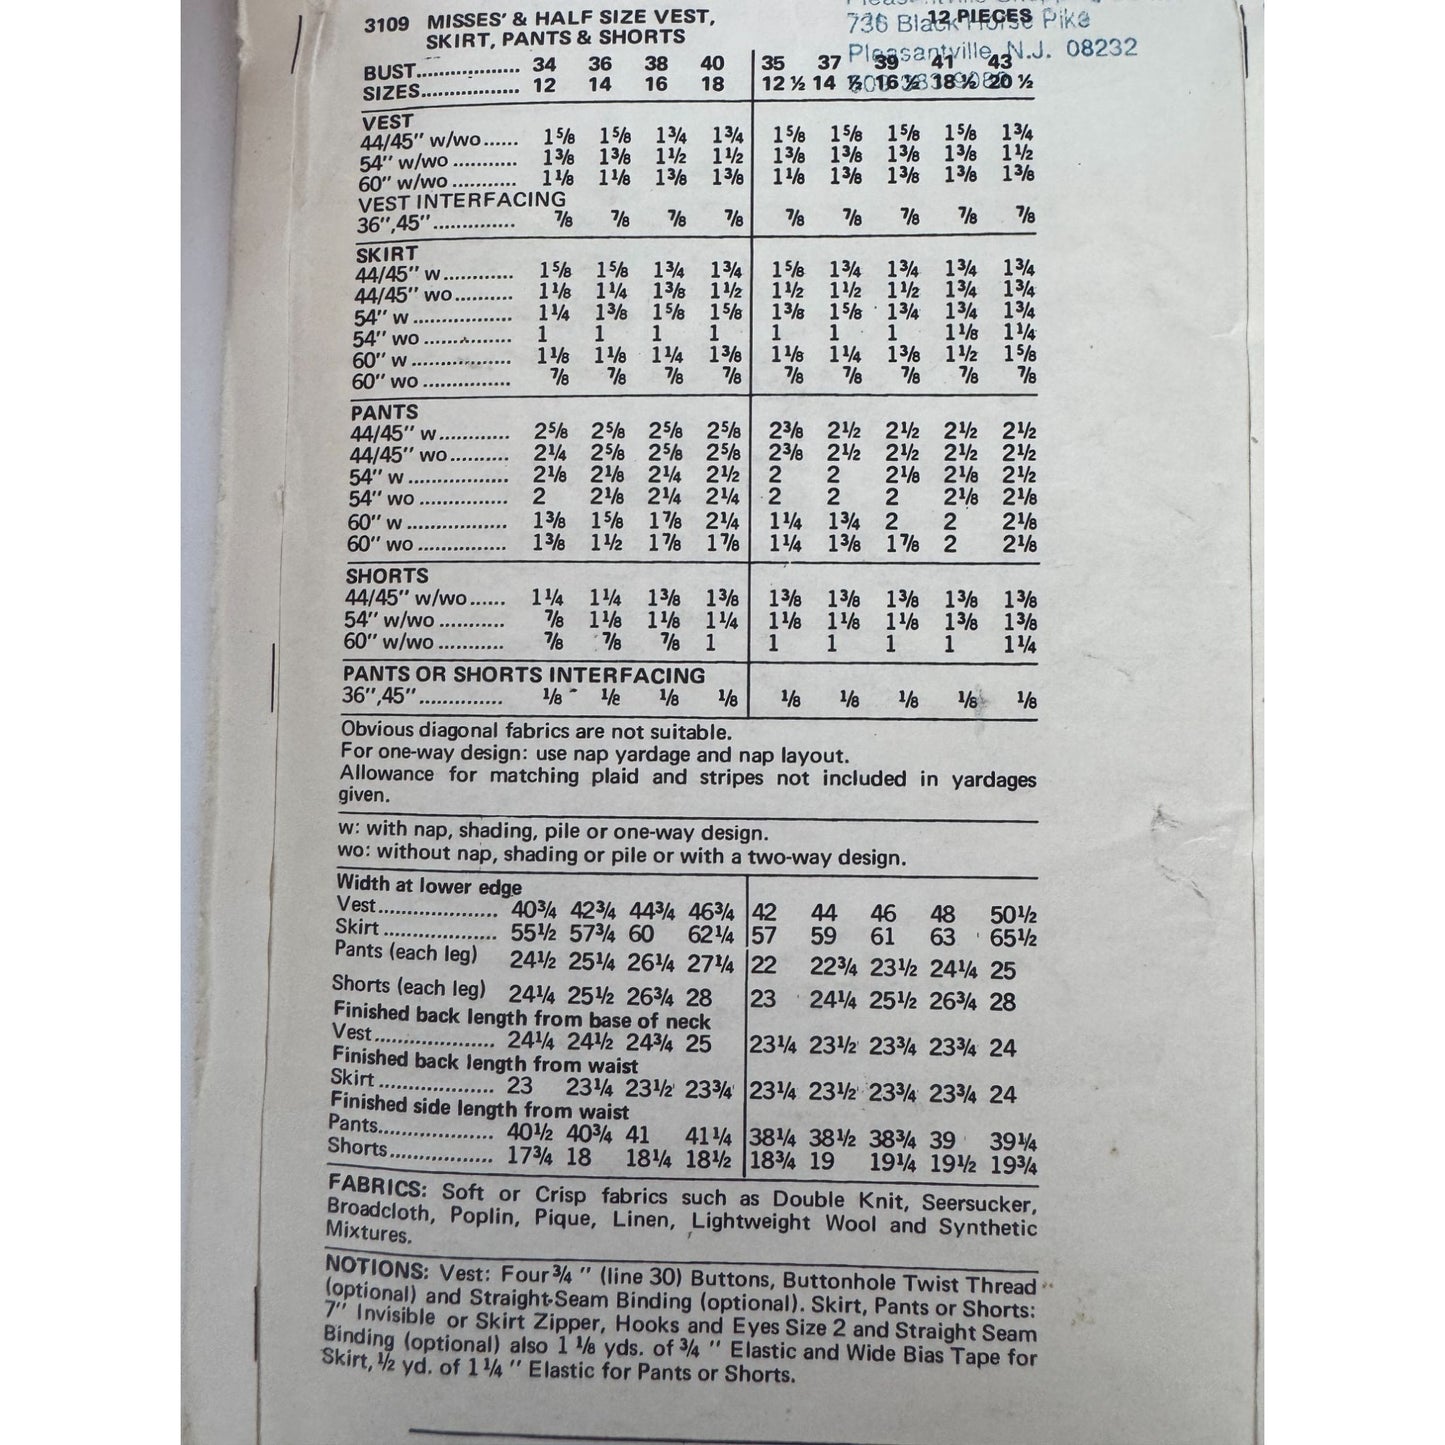 3109 MISSES' & HALF SIZE VEST, 12 PIECES
SKIRT, PANTS & SHORTS
736 Black Horse Pike
Pleasantville, N.J. 08232
BUST.................... 34 36 38 40 35 37 39 41 43
SIZES.................. 12 14 16 18 12 ½ 14 ½ 16 ½ 18 ½ 20 ½
VEST
44/45" w/wo...... 1⅝ 1⅝ 1¾ 1¾ 1⅝ 1⅝ 1⅝ 1⅝ 1¾
54" w/wo ........... 1⅜ 1⅜ 1½ 1½ 1⅜ 1⅜ 1⅜ 1⅜ 1½
60" w/wo ........... 1⅛ 1⅛ 1⅜ 1⅜ 1⅛ 1⅜ 1⅜ 1⅜ 1⅜
VEST INTERFACING
36",45".............. ⅞ ⅞ ⅞ ⅞ ⅞ ⅞ ⅞ ⅞ ⅞
SKIRT
44/45" w............ 1⅝ 1⅝ 1¾ 1¾ 1⅝ 1¾ 1¾ 1¾ 1¾
44/45" wo.......... 1⅛ 1¼ 1⅜ 1½ 1½ 1½ 1½ 1¾ 1¾
54" w ................. 1¼ 1⅜ 1⅝ 1⅝ 1⅜ 1⅝ 1¾ 1¾ 1¾
54" wo ............... 1 1 1 1 1 1 1 1⅛ 1¼
60" w ................. 1⅛ 1⅛ 1¼ 1⅜ 1⅛ 1¼ 1⅜ 1½ 1⅝
60" wo ............... ⅞ ⅞ ⅞ ⅞ ⅞ ⅞ ⅞ ⅞ ⅞
PANTS
44/45" w............ 2⅝ 2⅝ 2⅝ 2⅝ 2⅜ 2½ 2½ 2½ 2½
44/45" wo.......... 2¼ 2⅝ 2⅝ 2⅝ 2⅜ 2½ 2½ 2½ 2½
54" w ................. 2⅛ 2⅛ 2¼ 2½ 2 2 2⅛ 2⅛ 2½
54" wo ............... 2 2⅛ 2¼ 2¼ 2 2 2 2⅛ 2⅛
60" w ................. 1⅜ 1⅝ 1⅞ 2¼ 1¼ 1¾ 2 2 2⅛
60" wo ............... 1⅜ 1½ 1⅞ 1⅞ 1¼ 1⅜ 1⅞ 2 2⅛
SHORTS
44/45" w/wo...... 1¼ 1¼ 1⅜ 1⅜ 1⅜ 1⅜ 1⅜ 1⅜ 1⅜
54" w/wo ........... ⅞ 1⅛ 1⅛ 1¼ 1⅛ 1⅛ 1⅛ 1⅜ 1⅜
60" w/wo ........... ⅞ ⅞ ⅞ 1 1 1 1 1 1¼
PANTS OR SHORTS INTERFACING
36",45".............. ⅛ ⅛ ⅛ ⅛ ⅛ ⅛ ⅛ ⅛ ⅛
Obvious diagonal fabrics are not suitable.
For one-way design: use nap yardage and nap layout.
Allowance for matching plaid and stripes not included in yardages
given.
w: with nap, shading, pile or one-way design.
wo: without nap, shading or pile or with a two-way design.
Width at lower edge
Vest..................... 40¾ 42¾ 44¾ 46¾ 42 44 46 48 50½
Skirt .................... 55½ 57¾ 60 62¼ 57 59 61 63 65½
Pants (each leg) 24½ 25¼ 26¼ 27¼ 22 22¾ 23½ 24¼ 25
Shorts (each leg) 24¼ 25½ 26¾ 28 23 24¼ 25½ 26¾ 28
Finished back length from base of neck
Vest..................... 24¼ 24½ 24¾ 25 23¼ 23½ 23¾ 23¾ 24
Finished back length from waist
Skirt .................... 23 23¼ 23½ 23¾ 23¼ 23½ 23¾ 23¾ 24
Finished side length from waist
Pants.................... 40½ 40¾ 41 41¼ 38¼ 38½ 38¾ 39 39¼
Shorts.................. 17¾ 18 18¼ 18½ 18¾ 19 19¼ 19½ 19¾
FABRICS: Soft or Crisp fabrics such as Double Knit, Seersucker,
Broadcloth, Poplin, Pique, Linen, Lightweight Wool and Synthetic
Mixtures.
NOTIONS: Vest: Four ¾ " (line 30) Buttons, Buttonhole Twist Thread
(optional) and Straight-Seam Binding (optional). Skirt, Pants or Shorts:
7" Invisible or Skirt Zipper, Hooks and Eyes Size 2 and Straight Seam
Binding (optional) also 1 ⅛ yds. of ¾ " Elastic and Wide Bias Tape for
Skirt, ½ yd. of 1 ¼ " Elastic for Pants or Shorts.